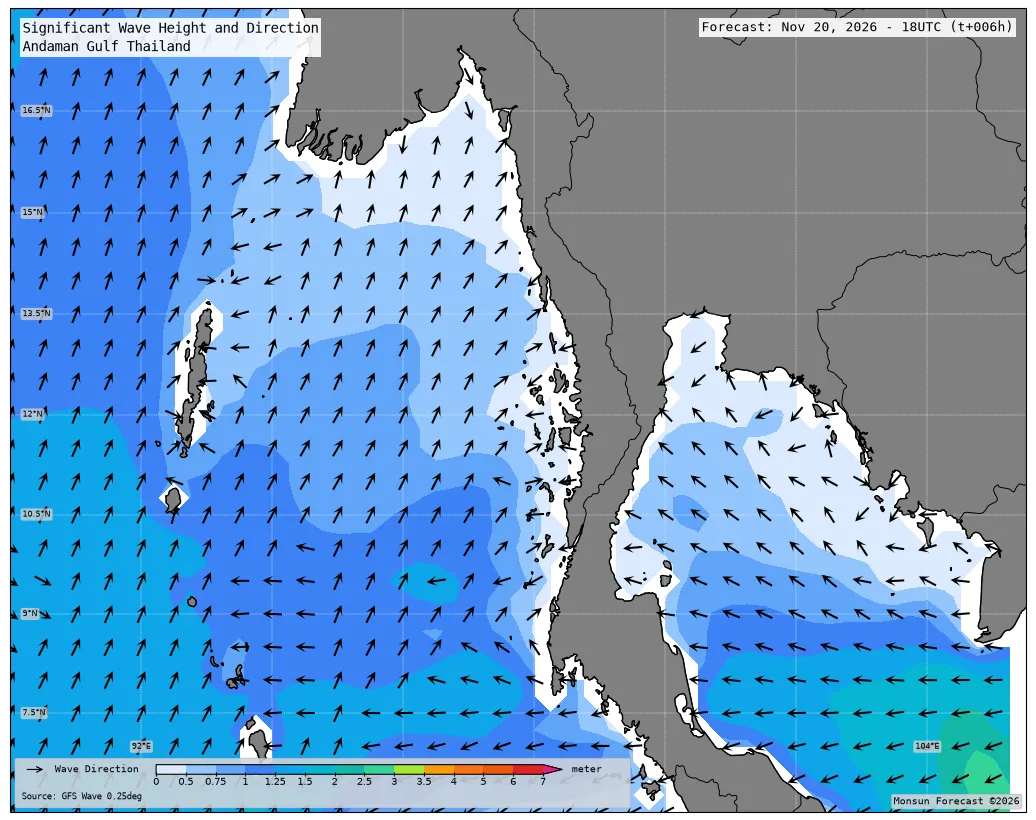 Significant Wave Height and Direction
Andaman Gulf Thailand
Forecast: Nov 20, 2026 - 18UTC (t+006h)
16.5°N
15°N
13.5°N
12°N
10.5°N
9°N
7.5°N
92°E
104°E
Wave Direction
meter
0.5 0.75 1 1.25 1.5 2 2.5 3 3.5 4 5 6 7
Source: GFS Wave 0.25deg
Monsun Forecast ©2026